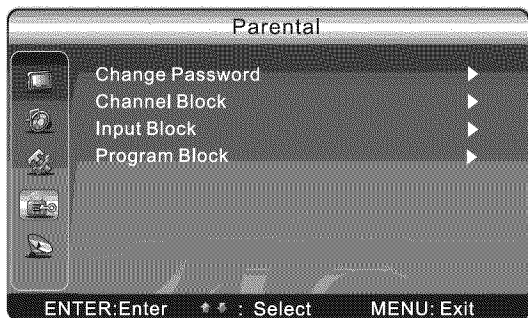 Parental
Change Password
Channel Block
Input Block
Program Block
ENTER:Enter : Select MENU: Exit